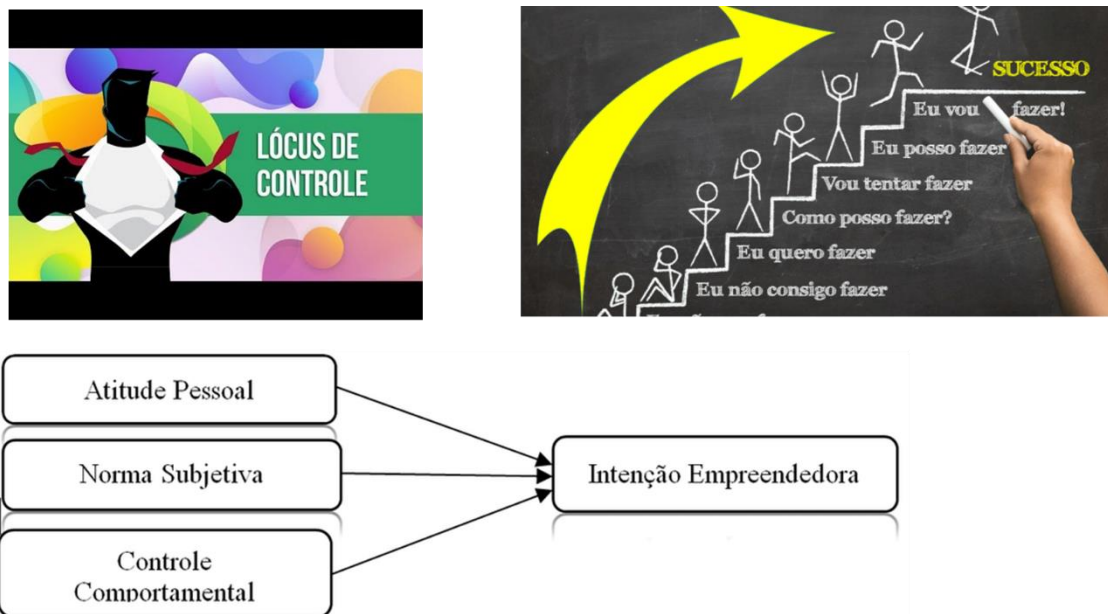 LÓCUS DE
CONTROLE
SUCESSO
Eu vou fazer!
Eu posso fazer
Vou tentar fazer
Como posso fazer?
Eu quero fazer
Eu não consigo fazer
Atitude Pessoal
Norma Subjetiva
Intenção Empreendedora
Controle
Comportamental